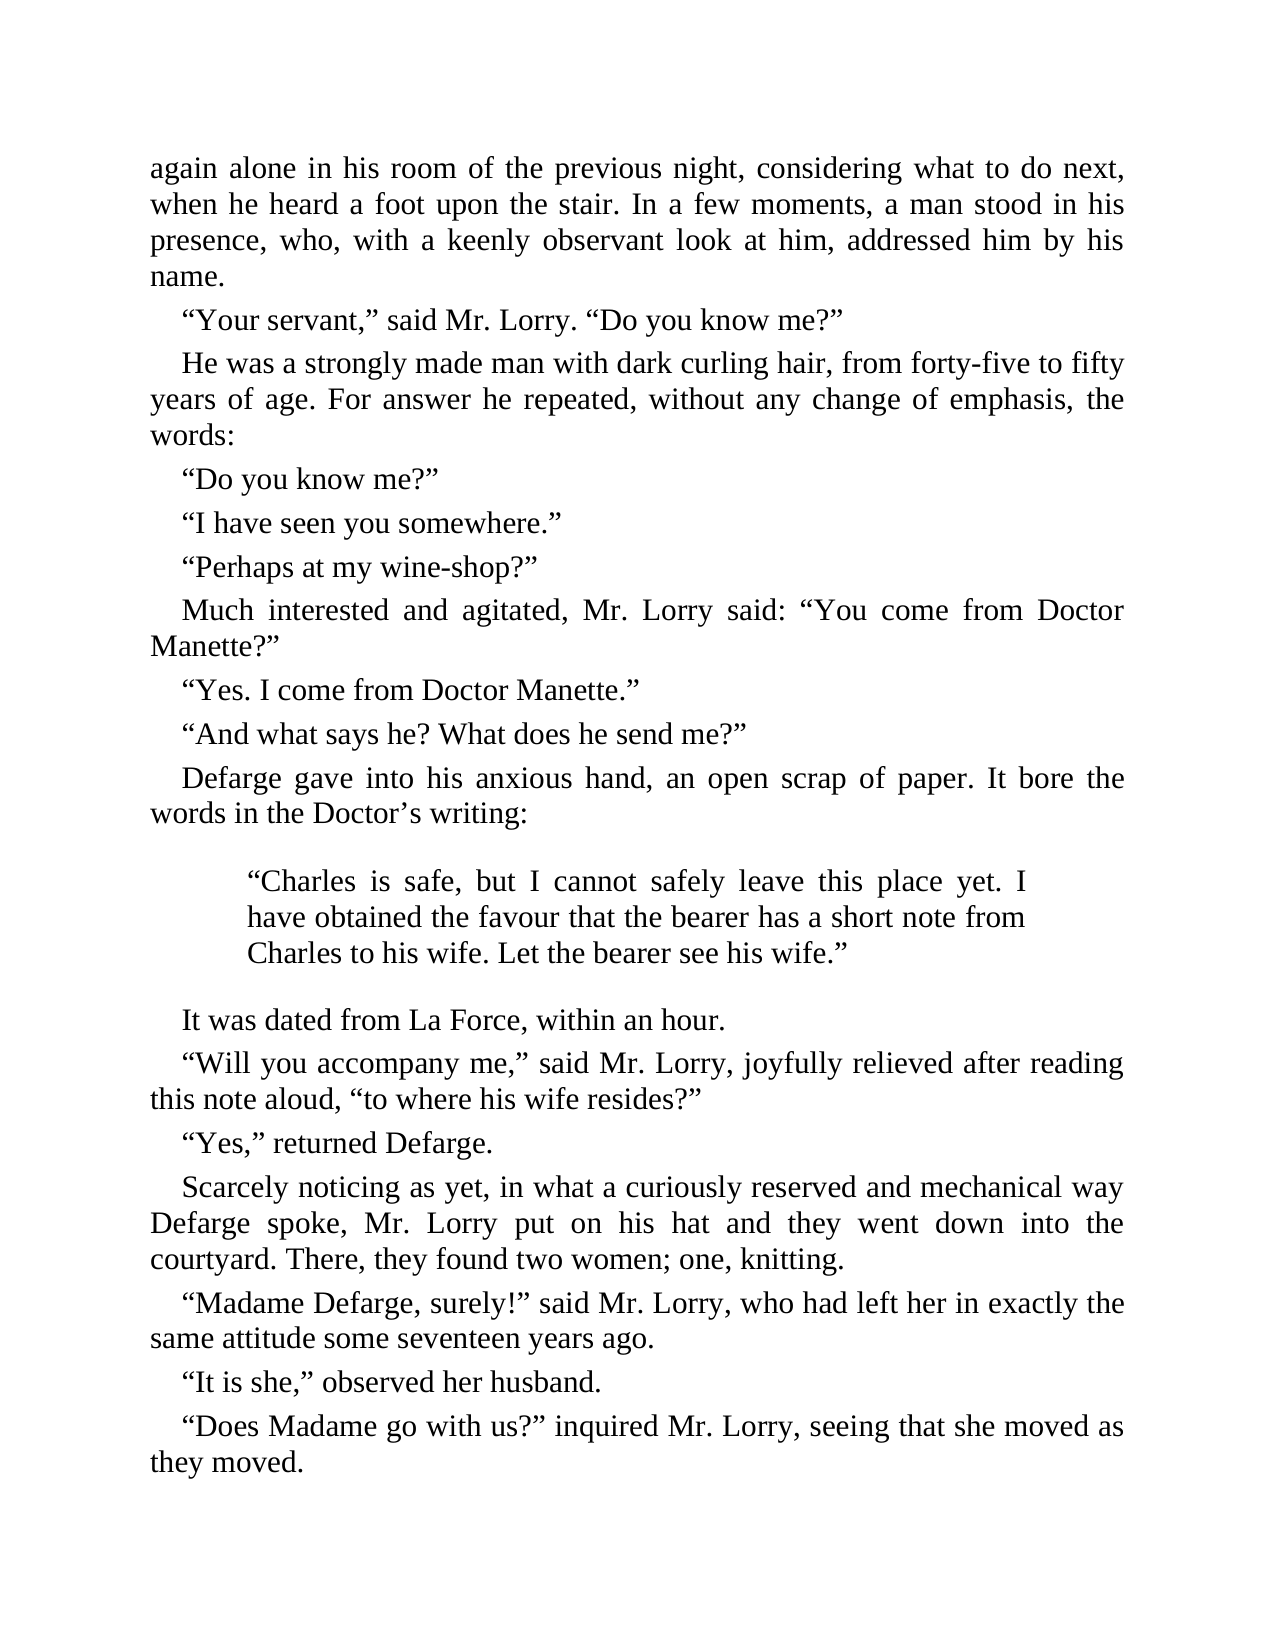 again alone in his room of the previous night, considering what to do next,
when he heard a foot upon the stair. In a few moments, a man stood in his
presence, who, with a keenly observant look at him, addressed him by his
name.
“Your servant,” said Mr. Lorry. “Do you know me?”
He was a strongly made man with dark curling hair, from forty-five to fifty
years of age. For answer he repeated, without any change of emphasis, the
words:
“Do you know me?”
“I have seen you somewhere.”
“Perhaps at my wine-shop?”
Much interested and agitated, Mr. Lorry said: “You come from Doctor
Manette?”
“Yes. I come from Doctor Manette.”
“And what says he? What does he send me?”
Defarge gave into his anxious hand, an open scrap of paper. It bore the
words in the Doctor’s writing:
“Charles is safe, but I cannot safely leave this place yet. I
have obtained the favour that the bearer has a short note from
Charles to his wife. Let the bearer see his wife.”
It was dated from La Force, within an hour.
“Will you accompany me,” said Mr. Lorry, joyfully relieved after reading
this note aloud, “to where his wife resides?”
“Yes,” returned Defarge.
Scarcely noticing as yet, in what a curiously reserved and mechanical way
Defarge spoke, Mr. Lorry put on his hat and they went down into the
courtyard. There, they found two women; one, knitting.
“Madame Defarge, surely!” said Mr. Lorry, who had left her in exactly the
same attitude some seventeen years ago.
“It is she,” observed her husband.
“Does Madame go with us?” inquired Mr. Lorry, seeing that she moved as
they moved.